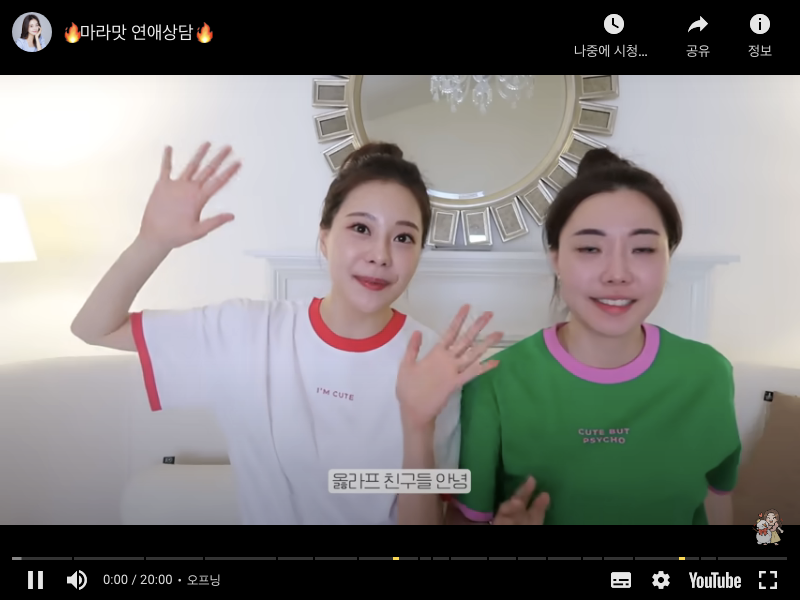 🔥마라맛 연애상담🔥
나중에 시청...
공유
정보
I'M CUTE
CUTE BUT
PSYCHO
올라프 친구들 안녕
0:00 / 20:00 • 오프닝
YouTube